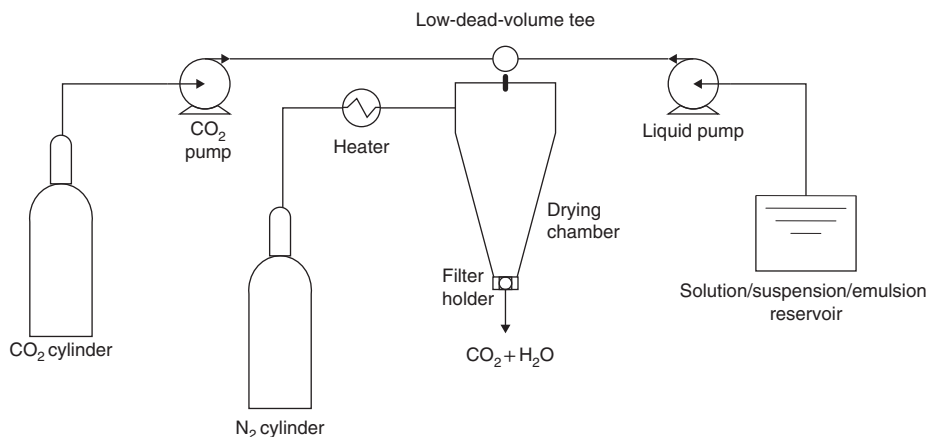 Low-dead-volume tee
CO₂
pump
Heater
Liquid pump
Drying
chamber
Filter
holder
Solution/suspension/emulsion
reservoir
CO₂ cylinder
CO₂ + H₂O
N₂ cylinder